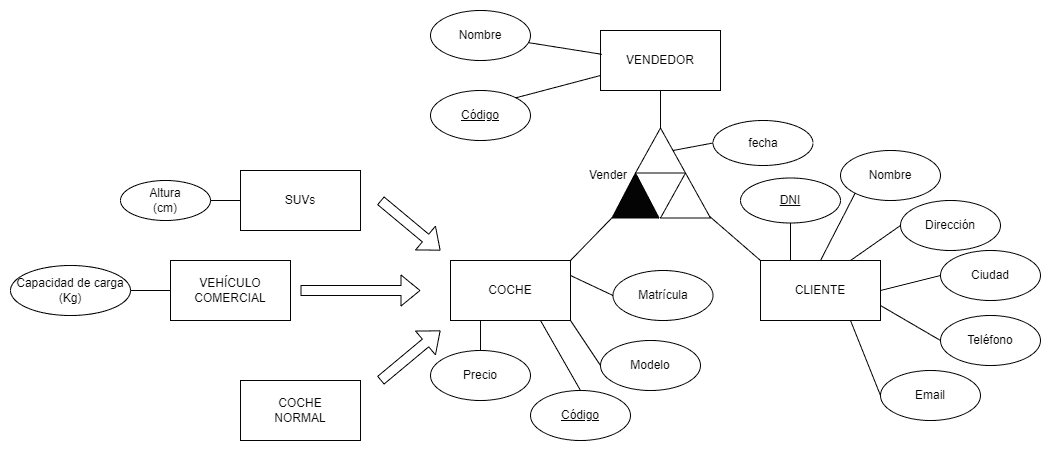 Nombre
VENDEDOR
Código
fecha
Vender
Nombre
DNI
Altura
(cm)
SUVs
Dirección
Capacidad de carga
(Kg)
VEHÍCULO
COMERCIAL
COCHE
Matrícula
CLIENTE
Ciudad
Teléfono
Precio
Modelo
Email
COCHE
NORMAL
Código